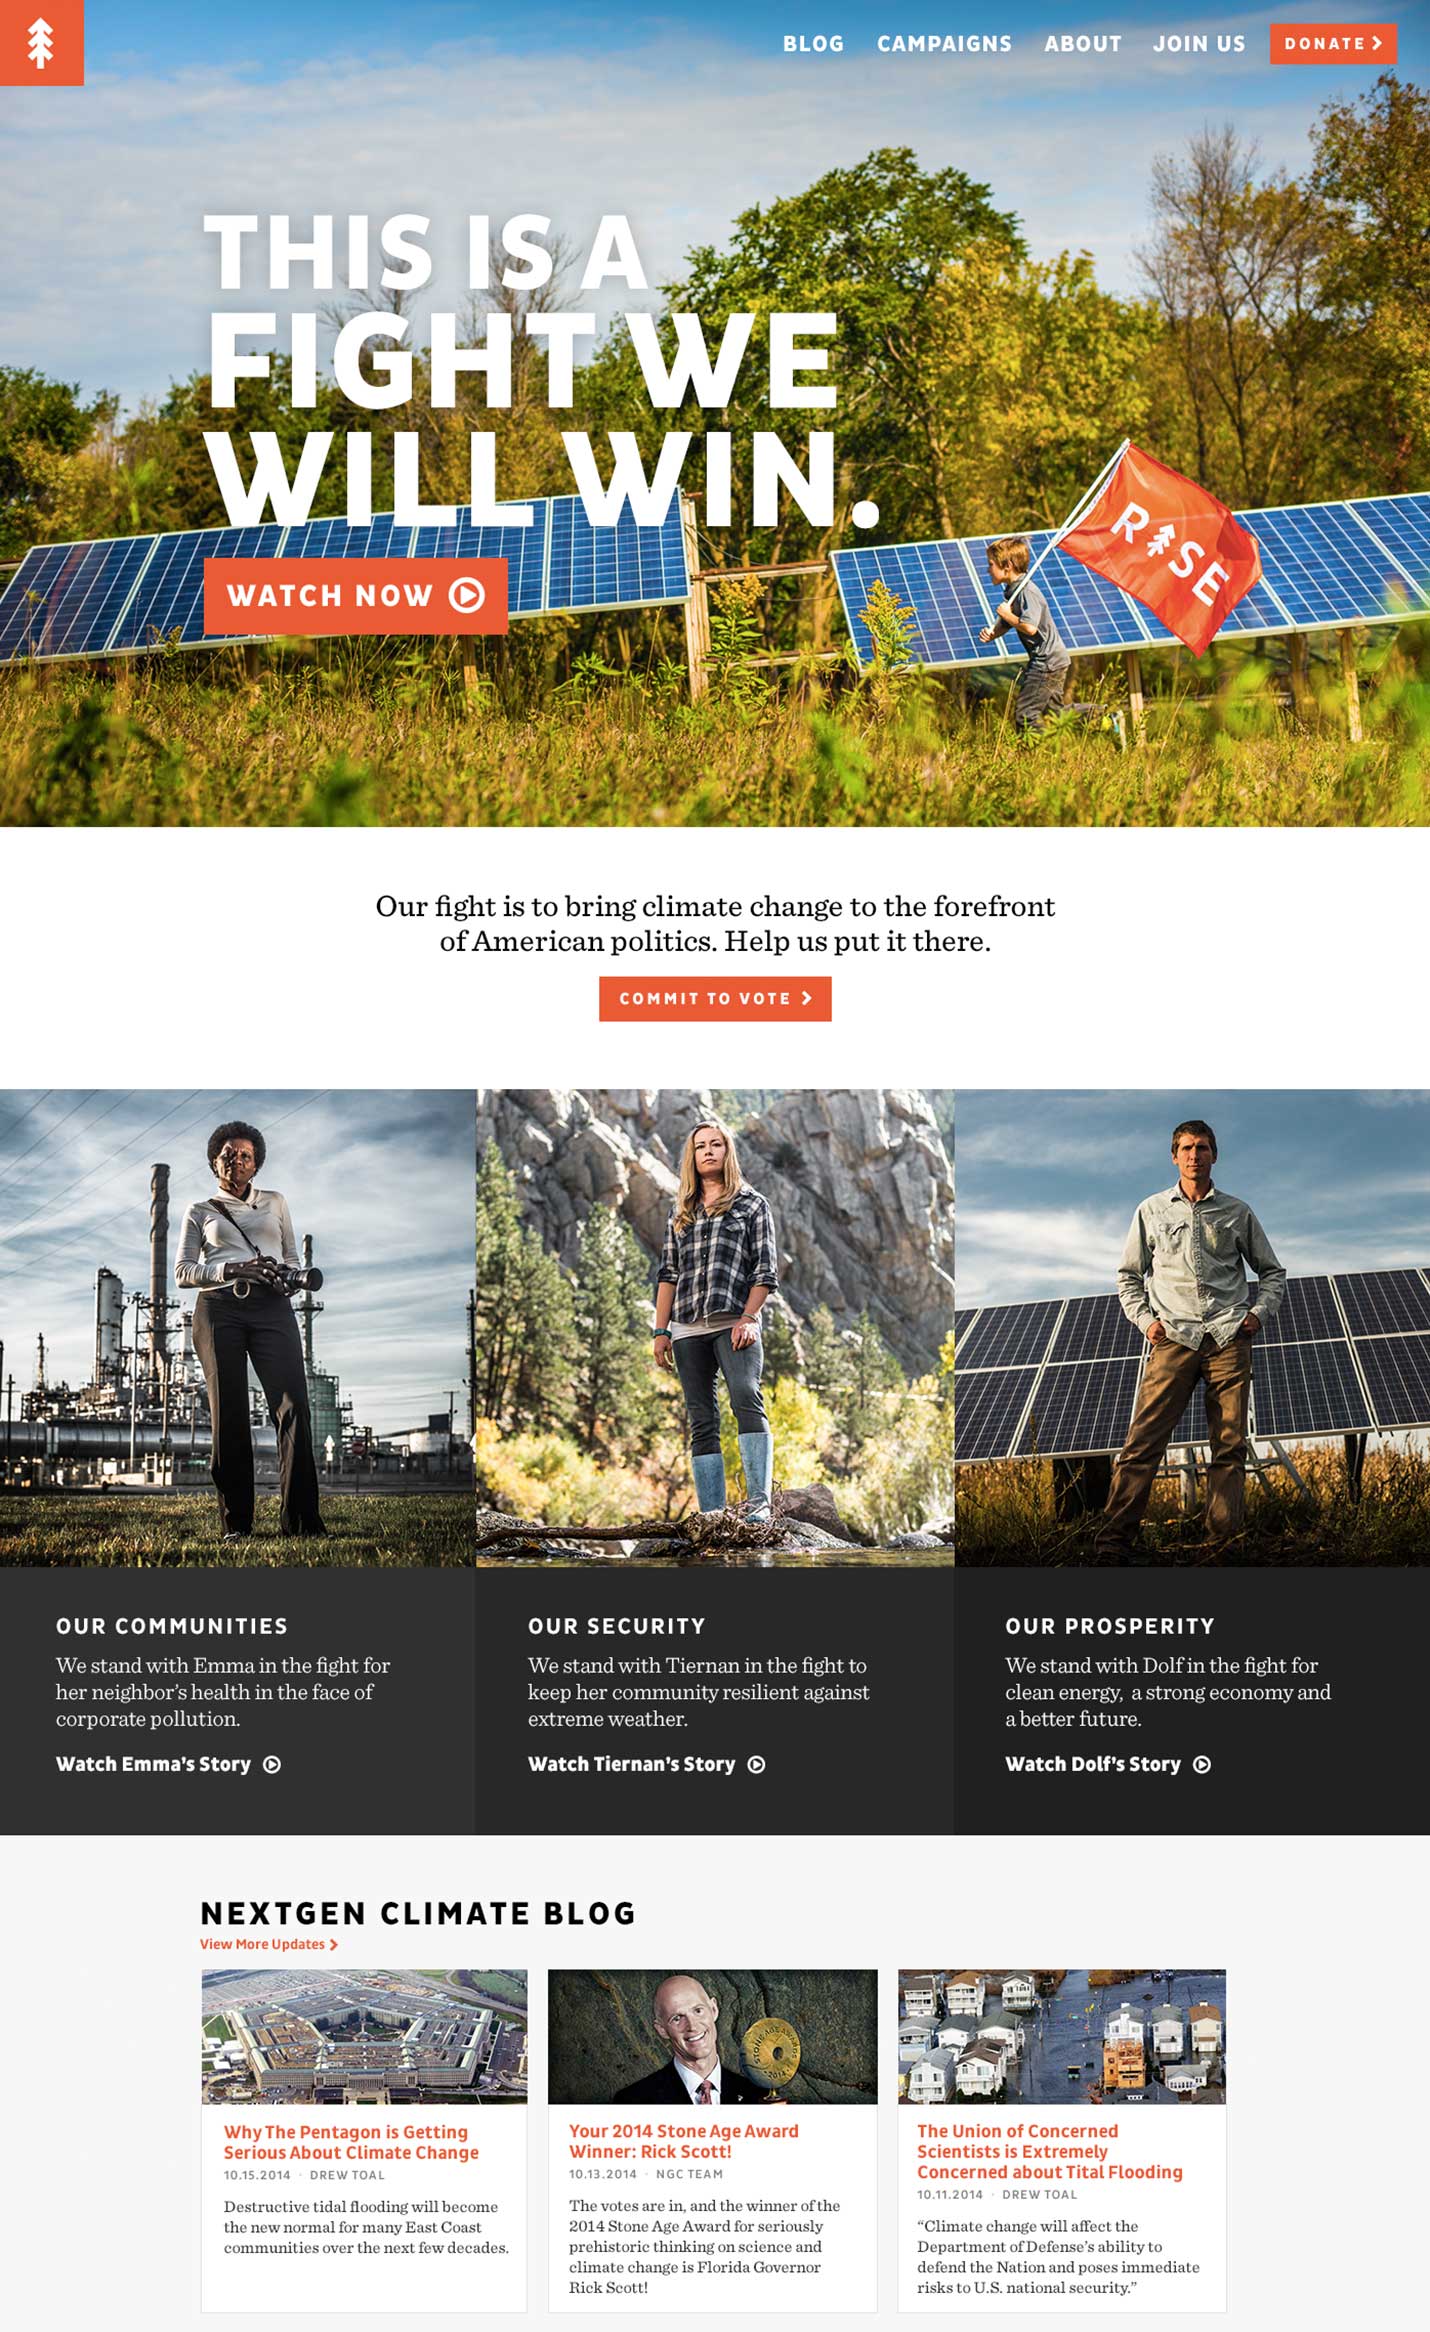 BLOG CAMPAIGNS ABOUT JOIN US DONATE
THIS IS A
FIGHT WE
WILL WIN.
R SE
WATCH NOW
Our fight is to bring climate change to the forefront
of American politics. Help us put it there.
COMMIT TO VOTE
OUR COMMUNITIES
We stand with Emma in the fight for
her neighbor's health in the face of
corporate pollution.
Watch Emma's Story
OUR SECURITY
We stand with Tiernan in the fight to
keep her community resilient against
extreme weather.
Watch Tiernan's Story
OUR PROSPERITY
We stand with Dolf in the fight for
clean energy, a strong economy and
a better future.
Watch Dolf's Story
NEXTGEN CLIMATE BLOG
View More Updates
Why The Pentagon is Getting
Serious About Climate Change
10.15.2014 · DREW TOAL
Destructive tidal flooding will become
the new normal for many East Coast
communities over the next few decades.
STONE AGE AWARDS
2014
Your 2014 Stone Age Award
Winner: Rick Scott!
10.13.2014 · NGC TEAM
The votes are in, and the winner of the
2014 Stone Age Award for seriously
prehistoric thinking on science and
climate change is Florida Governor
Rick Scott!
The Union of Concerned
Scientists is Extremely
Concerned about Tital Flooding
10.11.2014 · DREW TOAL
“Climate change will affect the
Department of Defense's ability to
defend the Nation and poses immediate
risks to U.S. national security.”